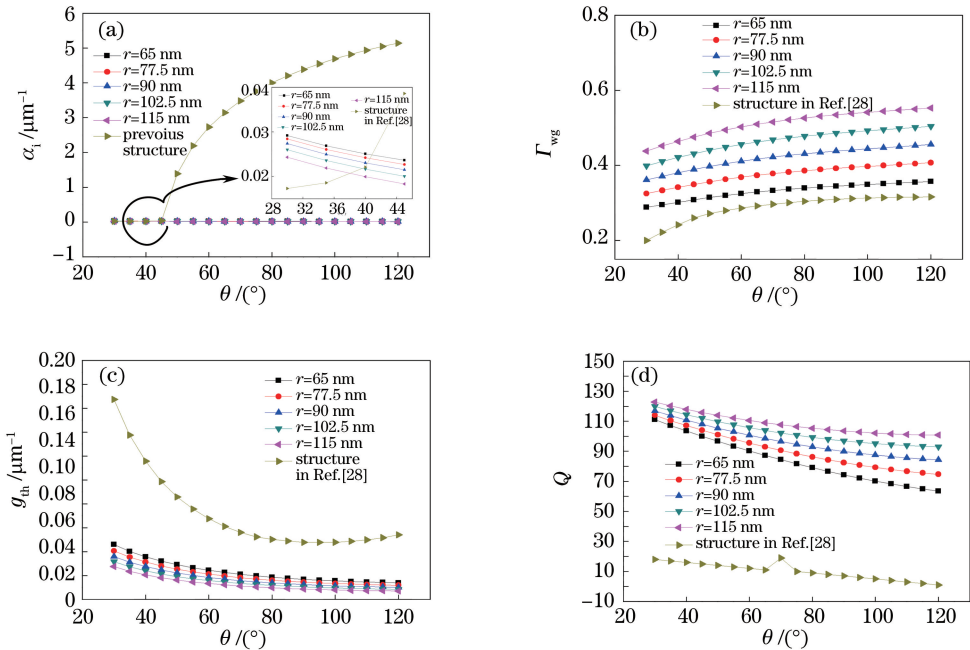 (a)
6
5
4
3
2
1
0
-1
αi /μm⁻¹
r=65 nm
r=77.5 nm
r=90 nm
r=102.5 nm
r=115 nm
prevoius
structure
0.04
0.03
0.02
r=65 nm
r=77.5 nm
r=90 nm
r=102.5 nm
r=115 nm
structure
in Ref.[28]
28 32 36 40 44
20 40 60 80 100 120
θ /(°)
(b)
0.8
0.6
0.4
0.2
Γwg
r=65 nm
r=77.5 nm
r=90 nm
r=102.5 nm
r=115 nm
structure in Ref.[28]
20 40 60 80 100 120
θ /(°)
(c)
0.20
0.18
0.16
0.14
0.12
0.10
0.08
0.06
0.04
0.02
0
gth /μm⁻¹
r=65 nm
r=77.5 nm
r=90 nm
r=102.5 nm
r=115 nm
structure
in Ref.[28]
20 40 60 80 100 120
θ /(°)
(d)
150
130
110
90
70
50
30
10
-10
Q
r=65 nm
r=77.5 nm
r=90 nm
r=102.5 nm
r=115 nm
structure in Ref.[28]
20 40 60 80 100 120
θ /(°)